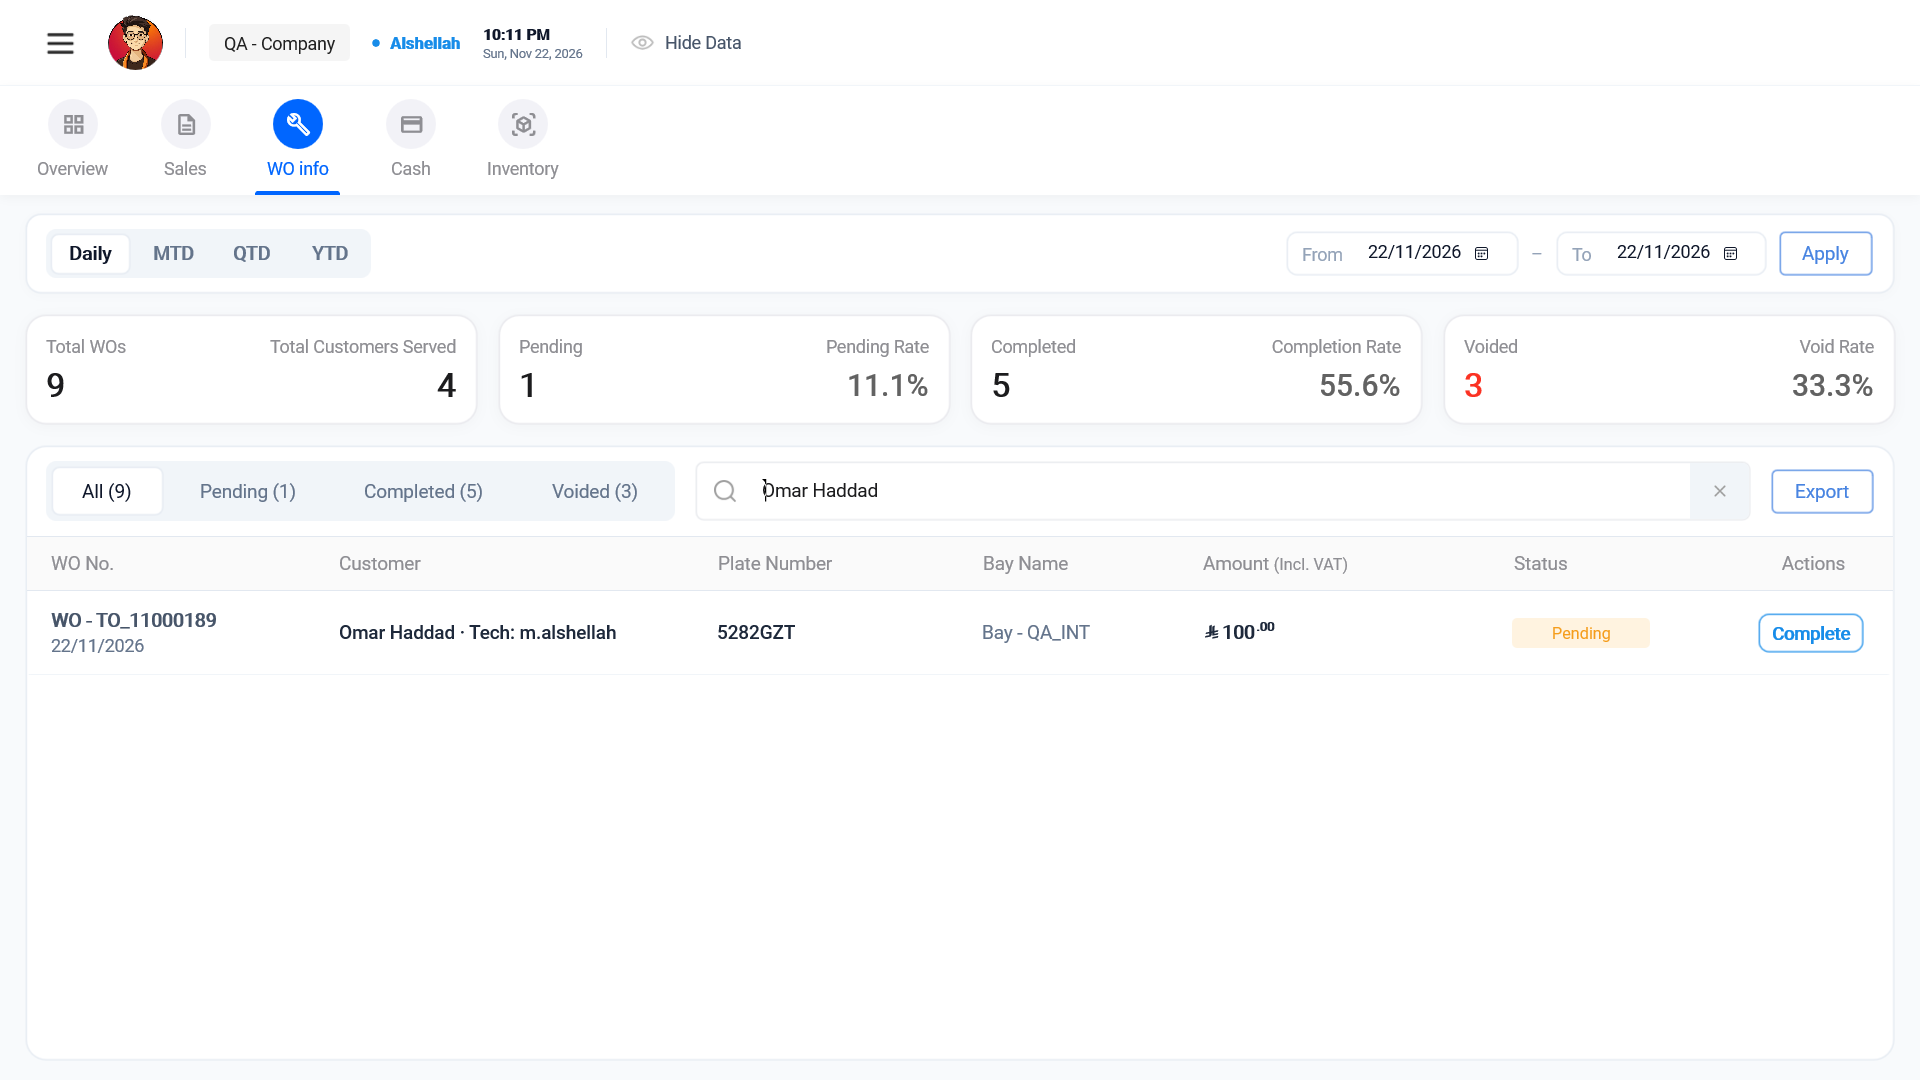 QA - Company
Alshellah
10:11 PM
Sun, Nov 22, 2026
Hide Data
Overview
Sales
WO info
Cash
Inventory
Daily
MTD
QTD
YTD
From 22/11/2026 – To 22/11/2026
Apply
Total WOs
9
Total Customers Served
4
Pending
1
Pending Rate
11.1%
Completed
5
Completion Rate
55.6%
Voided
3
Void Rate
33.3%
All (9)
Pending (1)
Completed (5)
Voided (3)
Omar Haddad
Export
WO No.
Customer
Plate Number
Bay Name
Amount (Incl. VAT)
Status
Actions
WO - TO_11000189
22/11/2026
Omar Haddad · Tech: m.alshellah
5282GZT
Bay - QA_INT
100.00
Pending
Complete